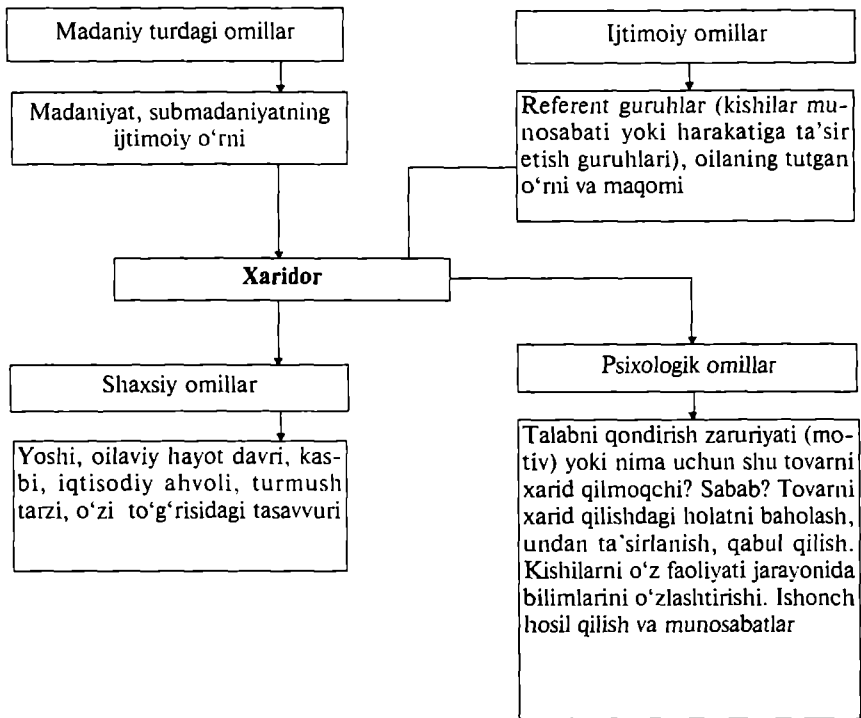 Madaniy turdagi omillar
Madaniyat, submadaniyatning
ijtimoiy o‘rni
Ijtimoiy omillar
Referent guruhlar (kishilar mu-
nosabati yoki harakatiga ta'sir
etish guruhlari), oilaning tutgan
o‘rni va maqomi
Xaridor
Shaxsiy omillar
Yoshi, oilaviy hayot davri, kas-
bi, iqtisodiy ahvoli, turmush
tarzi, o‘zi to‘g‘risidagi tasavvuri
Psixologik omillar
Talabni qondirish zaruriyati (mo-
tiv) yoki nima uchun shu tovarni
xarid qilmoqchi? Sabab? Tovarni
xarid qilishdagi holatni baholash,
undan ta'sirlanish, qabul qilish.
Kishilarni o‘z faoliyati jarayonida
bilimlarini o‘zlashtirishi. Ishonch
hosil qilish va munosabatlar